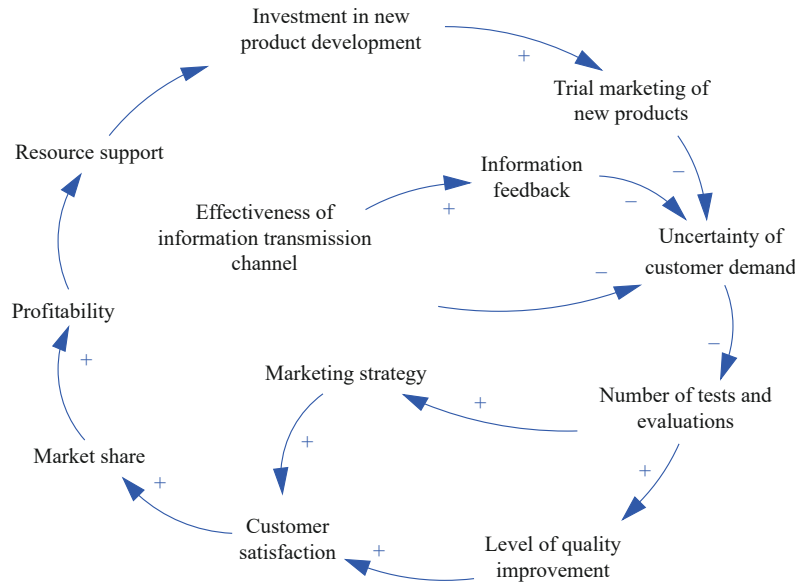 Investment in new
product development
+
Trial marketing of
new products
Resource support
Information
feedback
−
−
+
Effectiveness of
information transmission
channel
Uncertainty of
customer demand
−
Profitability
−
+
Marketing strategy
+
Number of tests and
evaluations
+
Market share
+
+
Customer
satisfaction
+
Level of quality
improvement